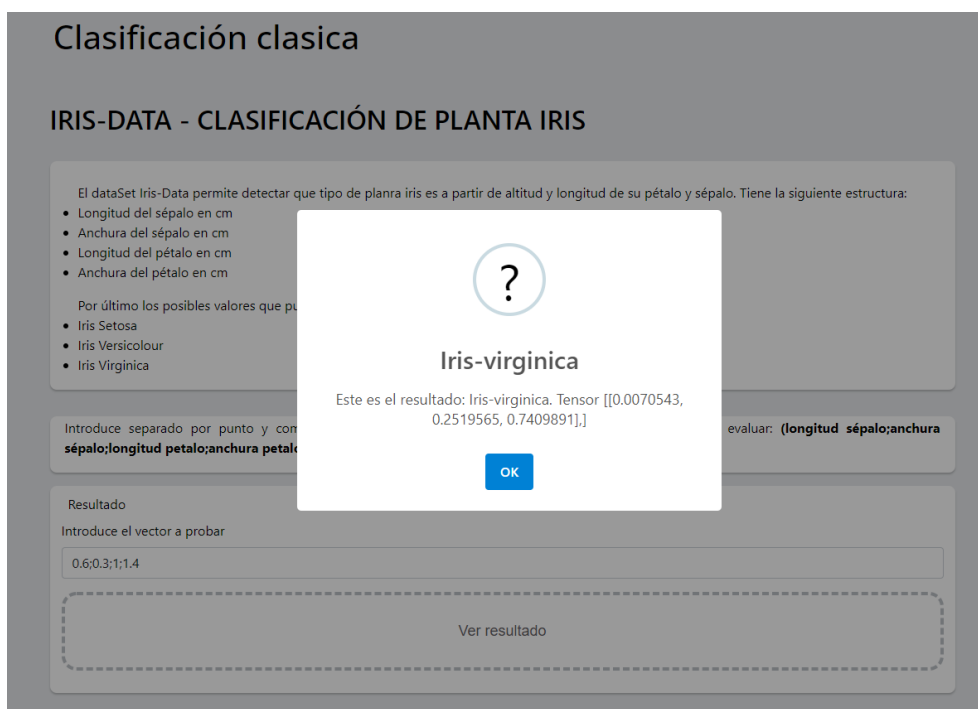 Clasificación clasica
IRIS-DATA - CLASIFICACIÓN DE PLANTA IRIS
El dataSet Iris-Data permite detectar que tipo de planra iris es a partir de altitud y longitud de su pétalo y sépalo. Tiene la siguiente estructura:
Longitud del sépalo en cm
Anchura del sépalo en cm
Longitud del pétalo en cm
Anchura del pétalo en cm
Por último los posibles valores que
Iris Setosa
Iris Versicolour
Iris Virginica
?
Iris-virginica
Este es el resultado: Iris-virginica. Tensor [[0.0070543,
0.2519565, 0.7409891],]
OK
Introduce separado por punto y evaluar: (longitud sépalo;anchura
sépalo;longitud petalo;anchura
Resultado
Introduce el vector a probar
0.6;0.3;1;1.4
Ver resultado